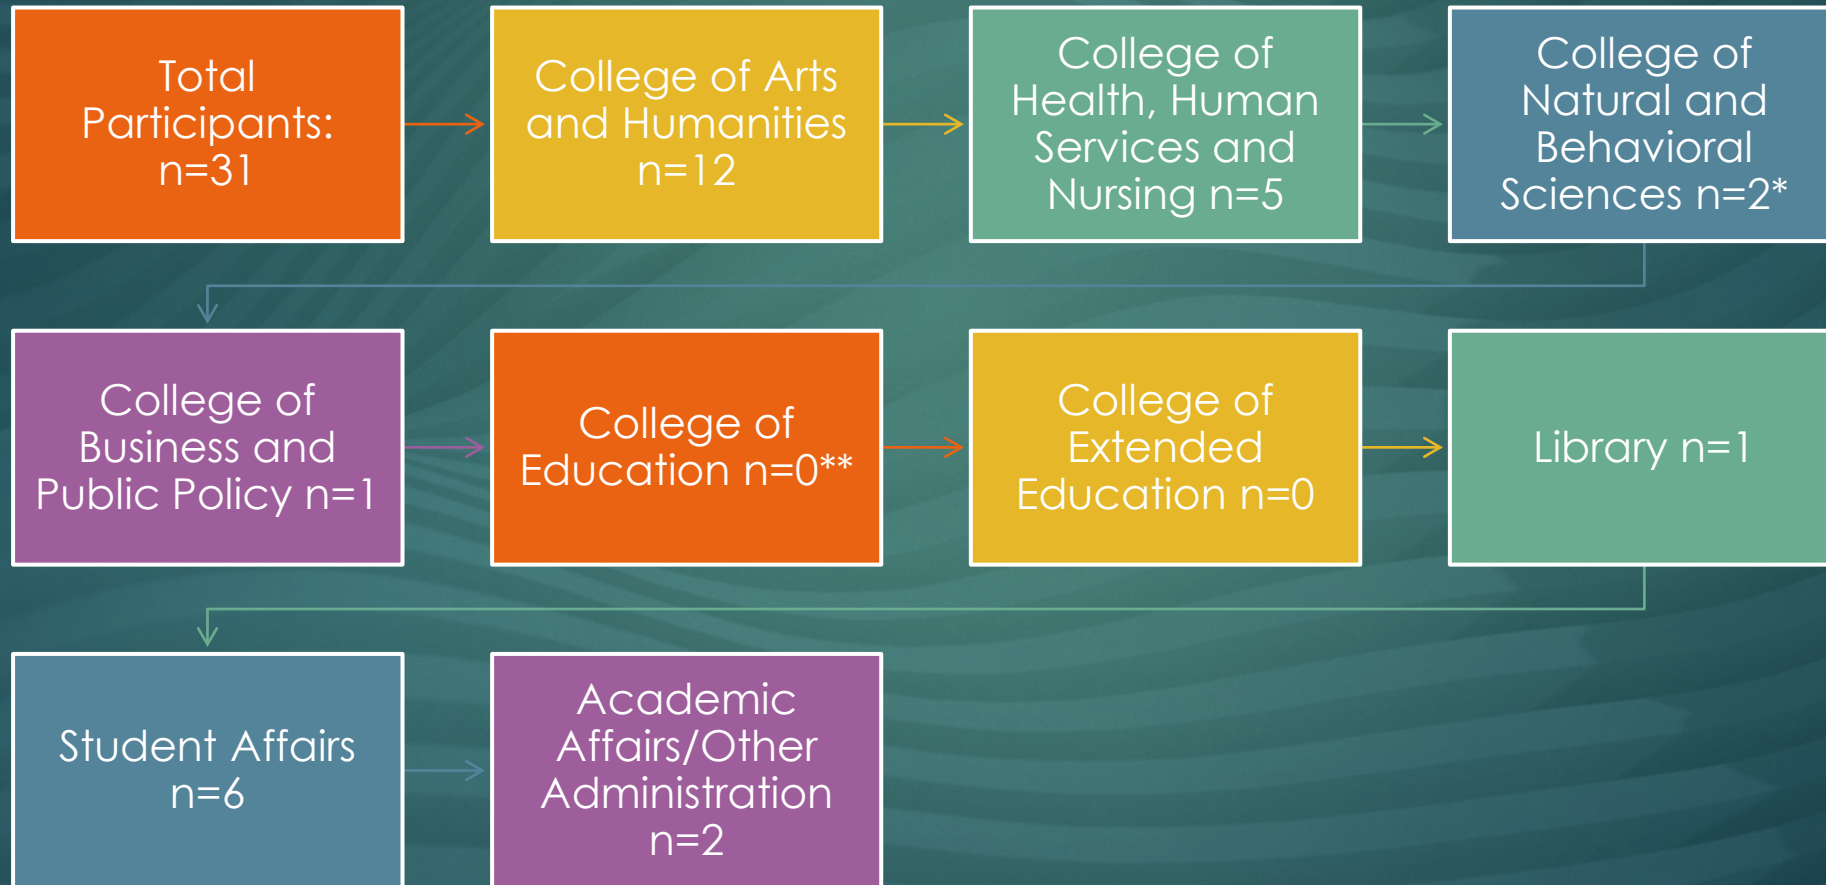 Total
Participants:
n=31
College of Arts
and Humanities
n=12
College of
Health, Human
Services and
Nursing n=5
College of
Natural and
Behavioral
Sciences n=2*
College of
Business and
Public Policy n=1
College of
Education n=0**
College of
Extended
Education n=0
Library n=1
Student Affairs
n=6
Academic
Affairs/Other
Administration
n=2